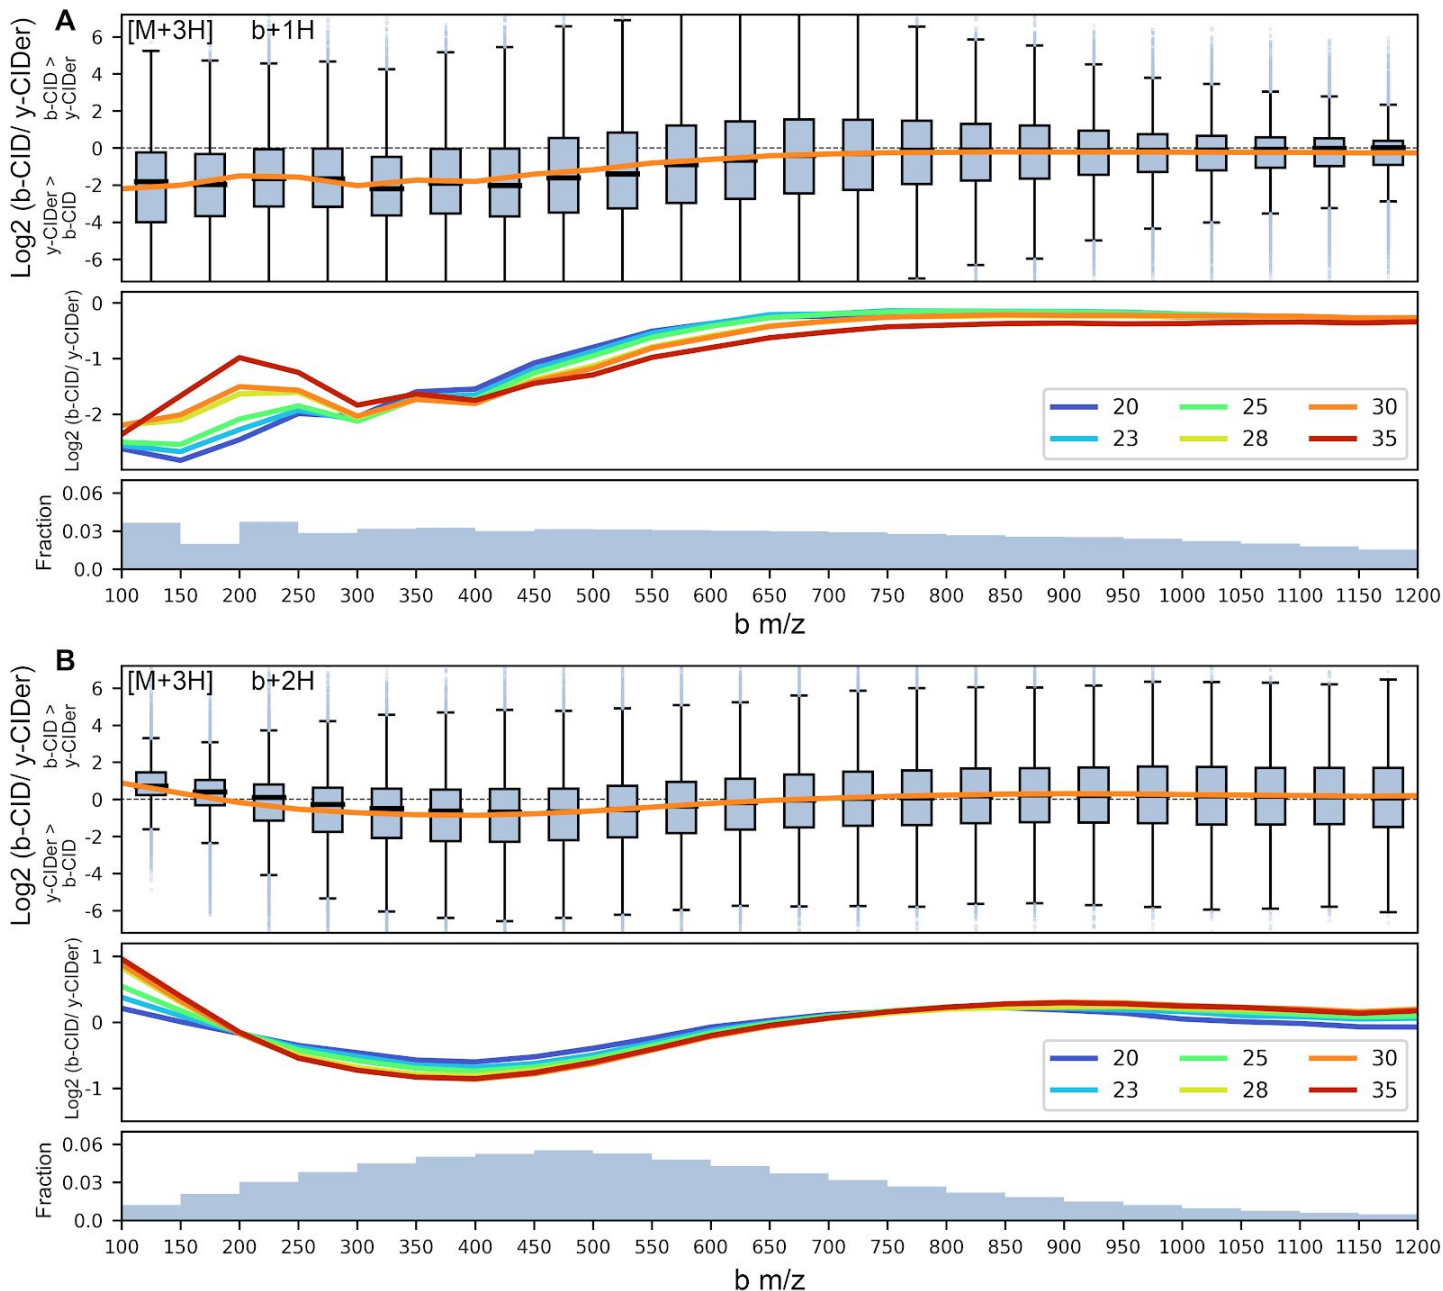 A
[M+3H] b+1H
Log2 (b-CID/ y-CIDer)
b-CID >
y-CIDer
y-CIDer >
b-CID
6
4
2
0
-2
-4
-6
Log2 (b-CID/ y-CIDer)
0
-1
-2
20 25 30
23 28 35
Fraction
0.06
0.03
0.0
100 150 200 250 300 350 400 450 500 550 600 650 700 750 800 850 900 950 1000 1050 1100 1150 1200
b m/z
B
[M+3H] b+2H
Log2 (b-CID/ y-CIDer)
b-CID >
y-CIDer
y-CIDer >
b-CID
6
4
2
0
-2
-4
-6
Log2 (b-CID/ y-CIDer)
1
0
-1
20 25 30
23 28 35
Fraction
0.06
0.03
0.0
100 150 200 250 300 350 400 450 500 550 600 650 700 750 800 850 900 950 1000 1050 1100 1150 1200
b m/z